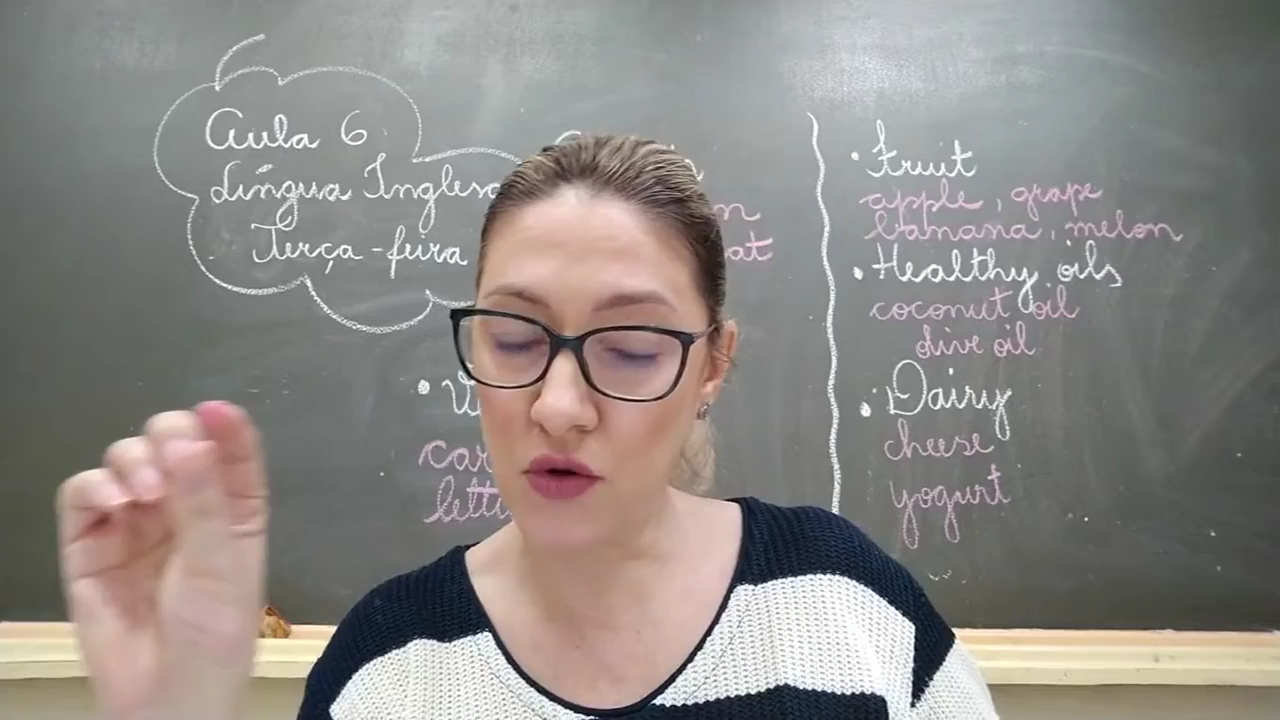 Aula 6
Língua Inglesa
Terça-feira
• Fruit
apple, grape
banana, melon
• Healthy oils
coconut oil
olive oil
• Dairy
cheese
yogurt